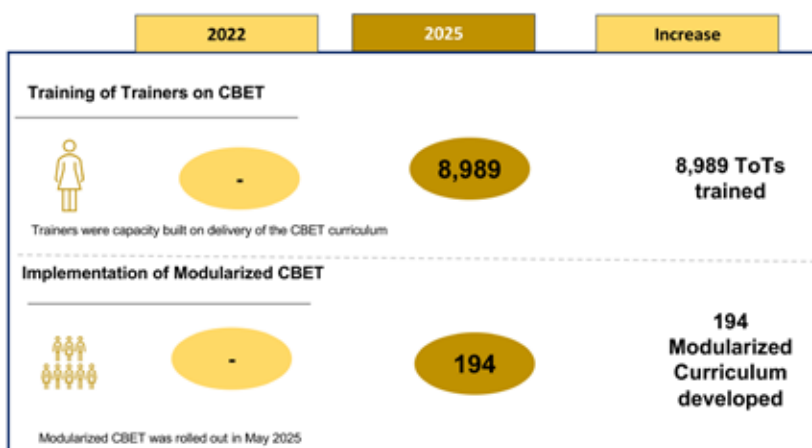 2022 2025 Increase
Training of Trainers on CBET
- 8,989 8,989 ToTs
trained
Trainers were capacity built on delivery of the CBET curriculum
Implementation of Modularized CBET
- 194 194
Modularized
Curriculum
developed
Modularized CBET was rolled out in May 2025